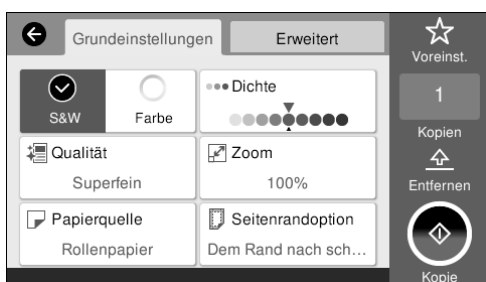 Grundeinstellungen
Erweitert
Voreinst.
S&W
Farbe
Dichte
1
Kopien
Qualität
Superfein
Zoom
100%
Entfernen
Papierquelle
Rollenpapier
Seitenrandoption
Dem Rand nach sch...
Kopie